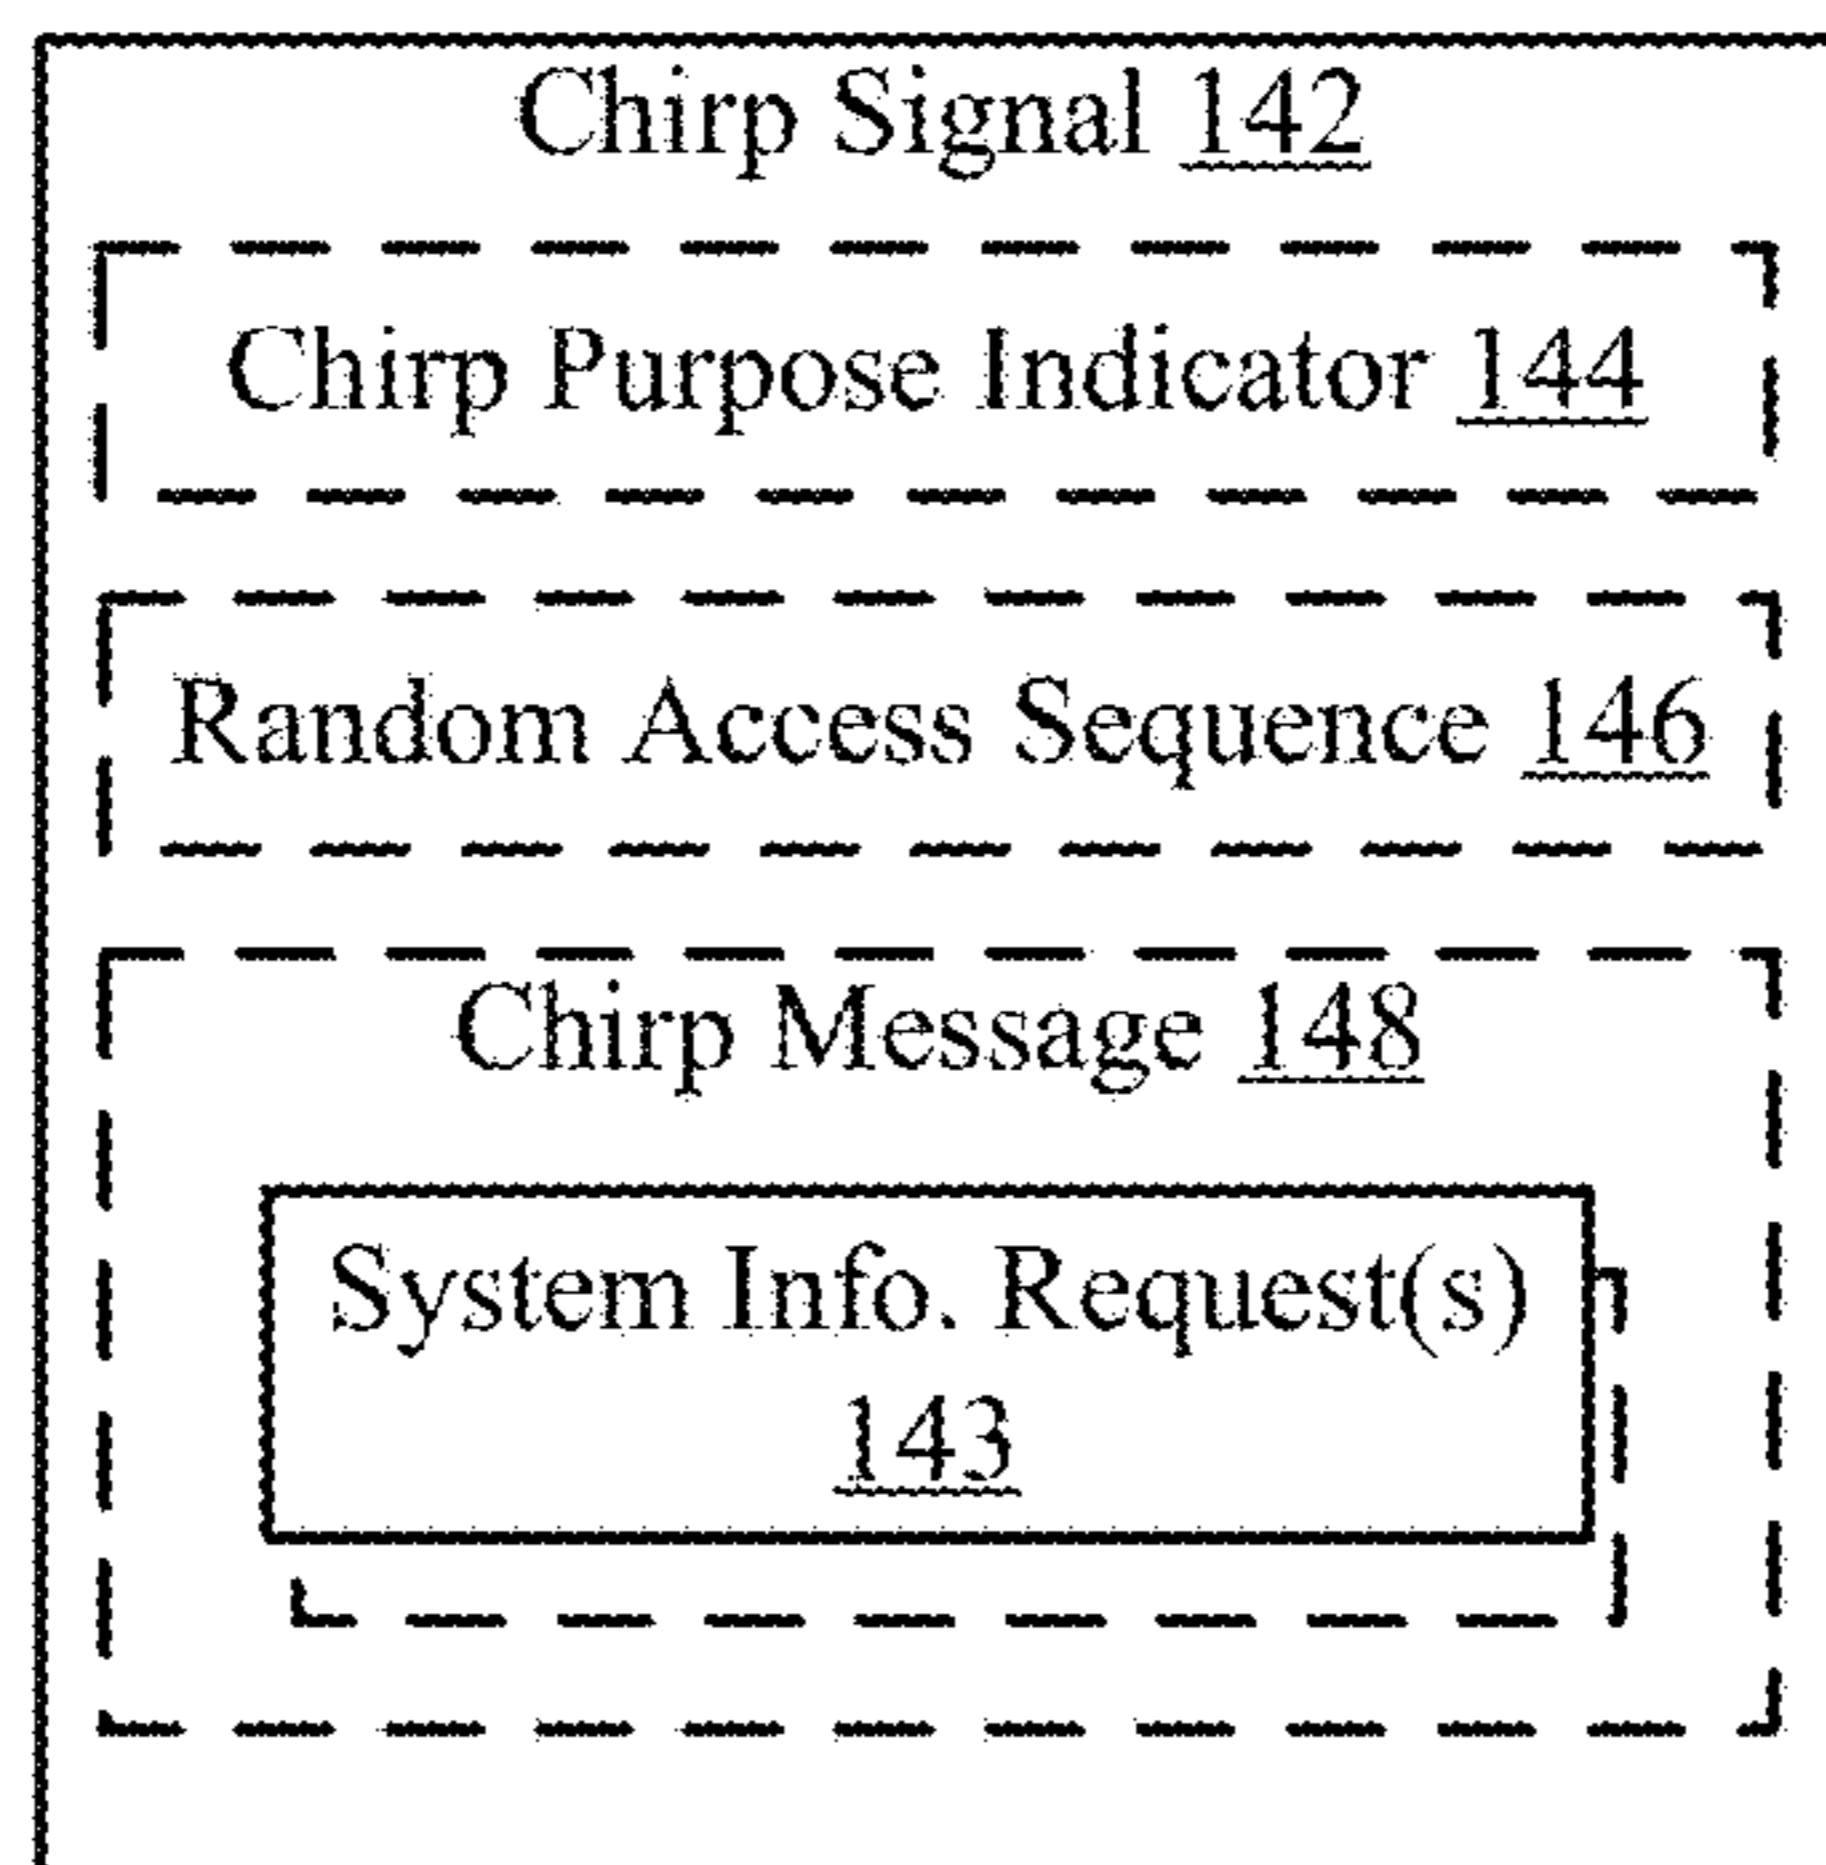 Chirp Signal 142
Chirp Purpose Indicator 144
Random Access Sequence 146
Chirp Message 148
System Info. Request(s)
143